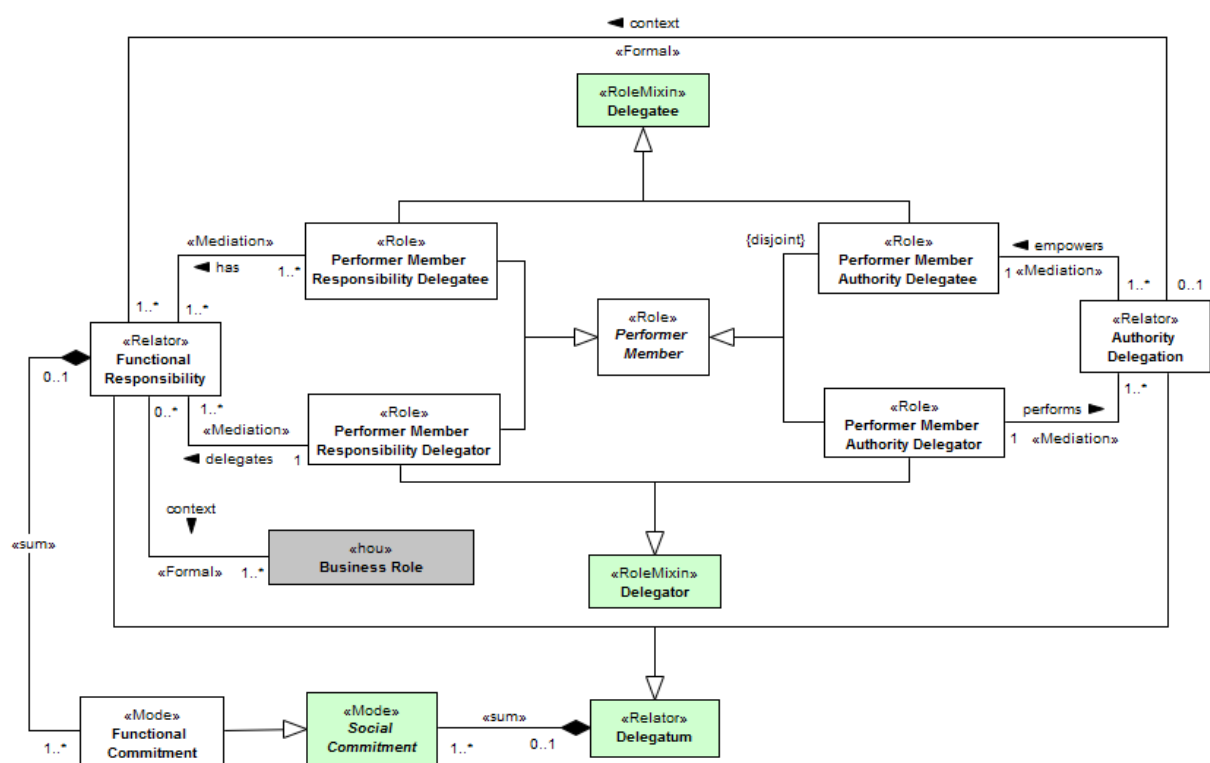 ◄ context
«Formal»
«RoleMixin»
Delegatee
«Mediation»
◄ has
1..*
«Role»
Performer Member
Responsibility Delegatee
{disjoint}
«Role»
Performer Member
Authority Delegatee
◄ empowers
1 «Mediation»
1..*
0..1
1..*
1..*
«Role»
Performer
Member
«Relator»
Functional
Responsibility
«Relator»
Authority
Delegation
0..1
0..*
1..*
1..*
«Mediation»
◄ delegates
1
«Role»
Performer Member
Responsibility Delegator
«Role»
Performer Member
Authority Delegator
performs ►
1 «Mediation»
context
▼
«sum»
«Formal»
1..*
«hou»
Business Role
«RoleMixin»
Delegator
«Mode»
Functional
Commitment
1..*
«Mode»
Social
Commitment
«sum»
1..*
0..1
«Relator»
Delegatum